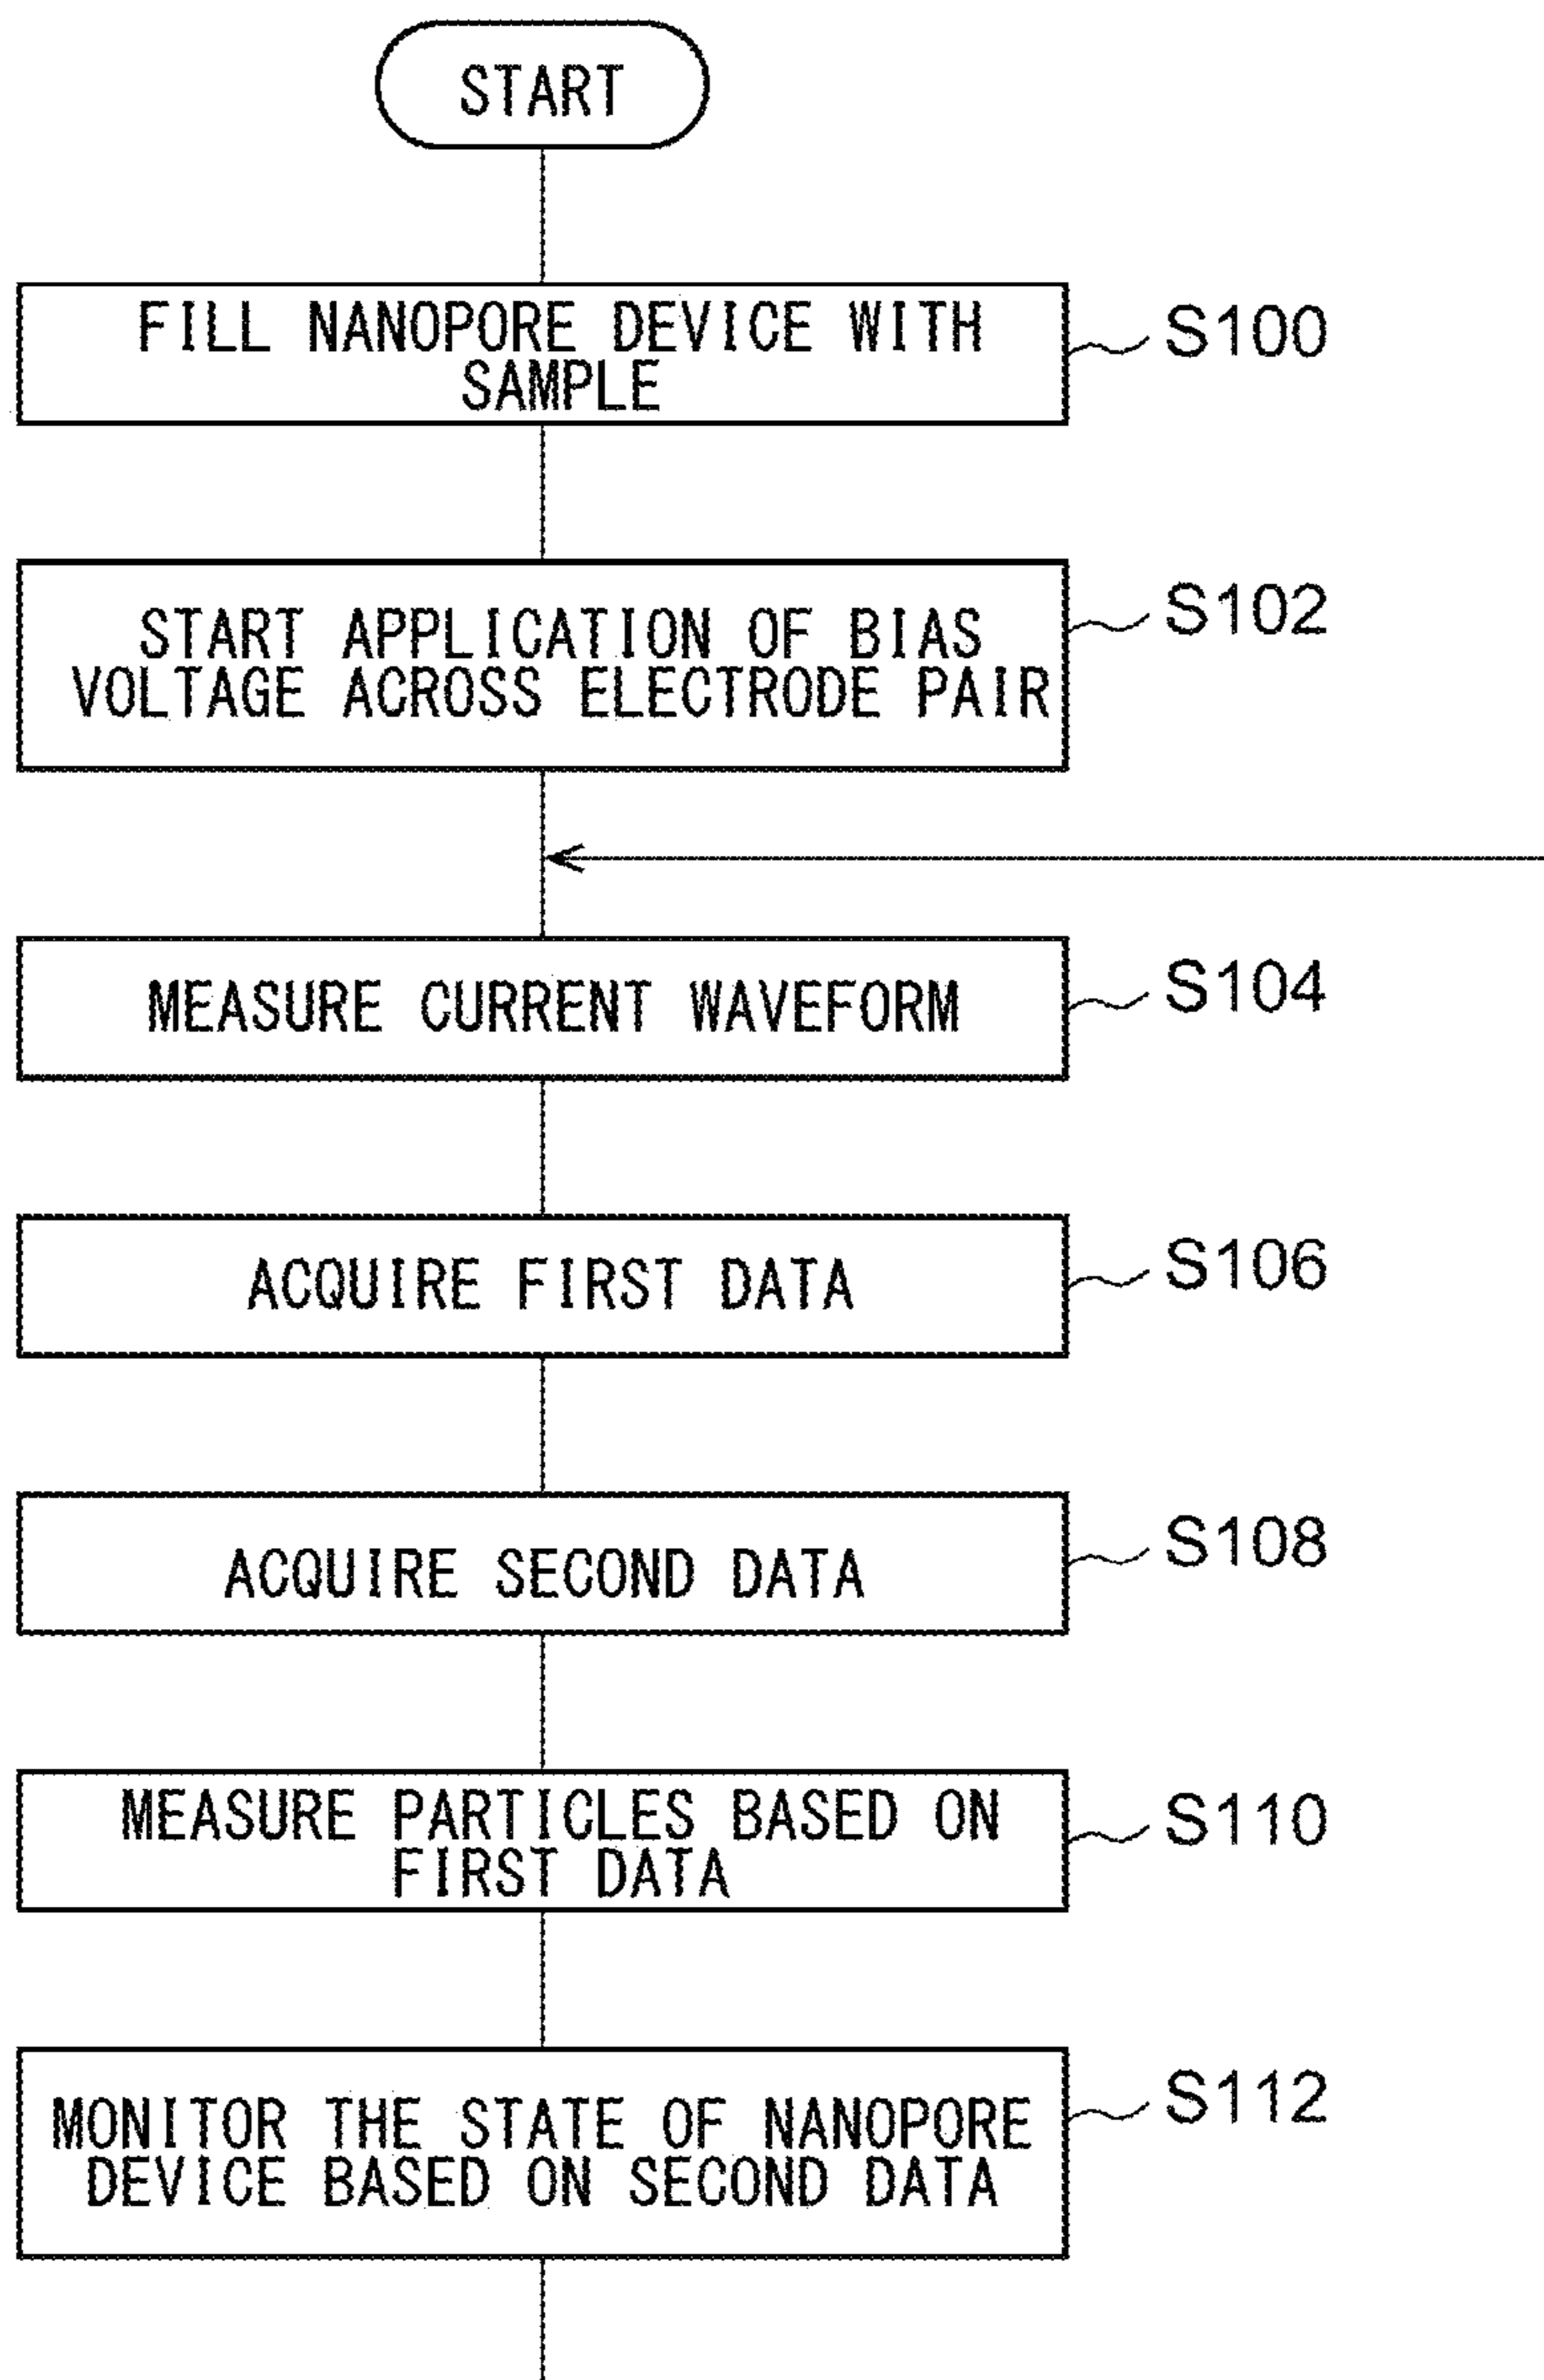 START
FILL NANOPORE DEVICE WITH
SAMPLE
S100
START APPLICATION OF BIAS
VOLTAGE ACROSS ELECTRODE PAIR
S102
MEASURE CURRENT WAVEFORM
S104
ACQUIRE FIRST DATA
S106
ACQUIRE SECOND DATA
S108
MEASURE PARTICLES BASED ON
FIRST DATA
S110
MONITOR THE STATE OF NANOPORE
DEVICE BASED ON SECOND DATA
S112